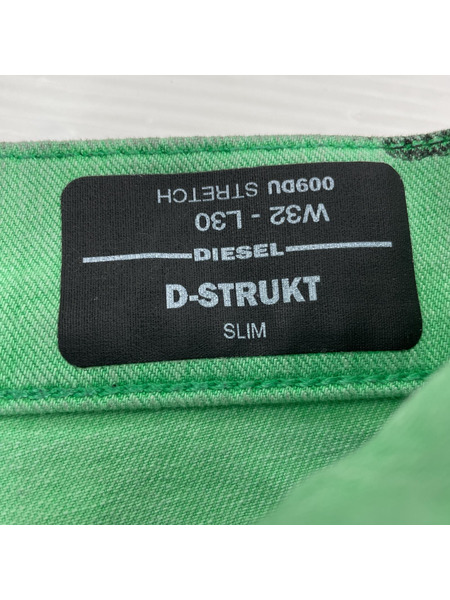 009DU STRETCH
W32 - L30
DIESEL
D-STRUKT
SLIM